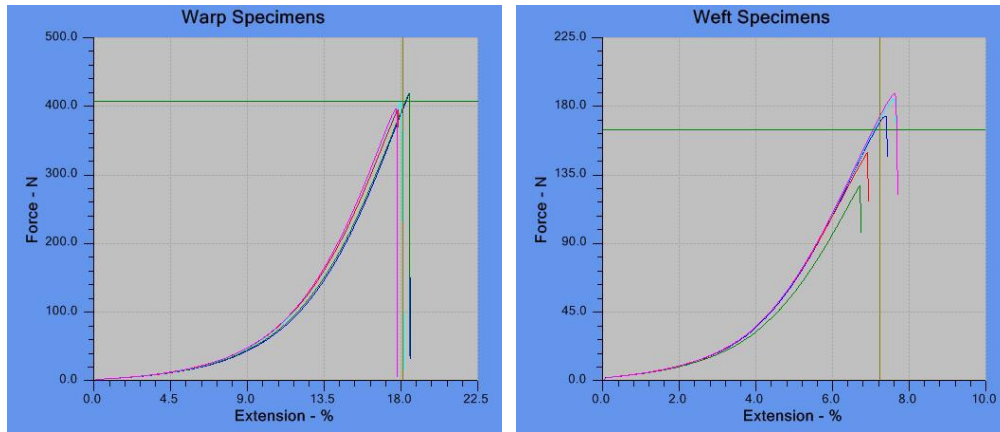 Warp Specimens
500.0
400.0
300.0
200.0
100.0
0.0
Force - N
0.0 4.5 9.0 13.5 18.0 22.5
Extension - %
Weft Specimens
225.0
180.0
135.0
90.0
45.0
0.0
Force - N
0.0 2.0 4.0 6.0 8.0 10.0
Extension - %